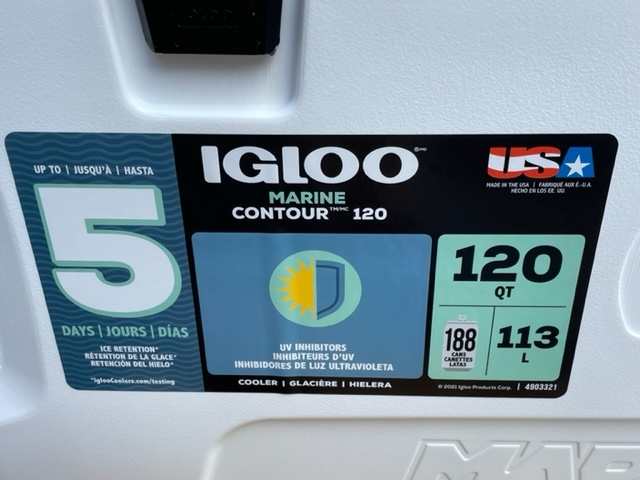 UP TO | JUSQU'À | HASTA
5
DAYS | JOURS | DÍAS
ICE RETENTION*
RÉTENTION DE LA GLACE*
RETENCIÓN DEL HIELO*
*IglooCoolers.com/testing
IGLOO
MARINE
CONTOUR™/MC 120
UV INHIBITORS
INHIBITEURS D'UV
INHIBIDORES DE LUZ ULTRAVIOLETA
COOLER | GLACIÈRE | HIELERA
USA
MADE IN THE USA | FABRIQUÉ AUX É.-U.A.
HECHO EN LOS EE. UU.
120
QT
188
CANS
CANETTES
LATAS
113
L
© 2021 Igloo Products Corp. | 4903321